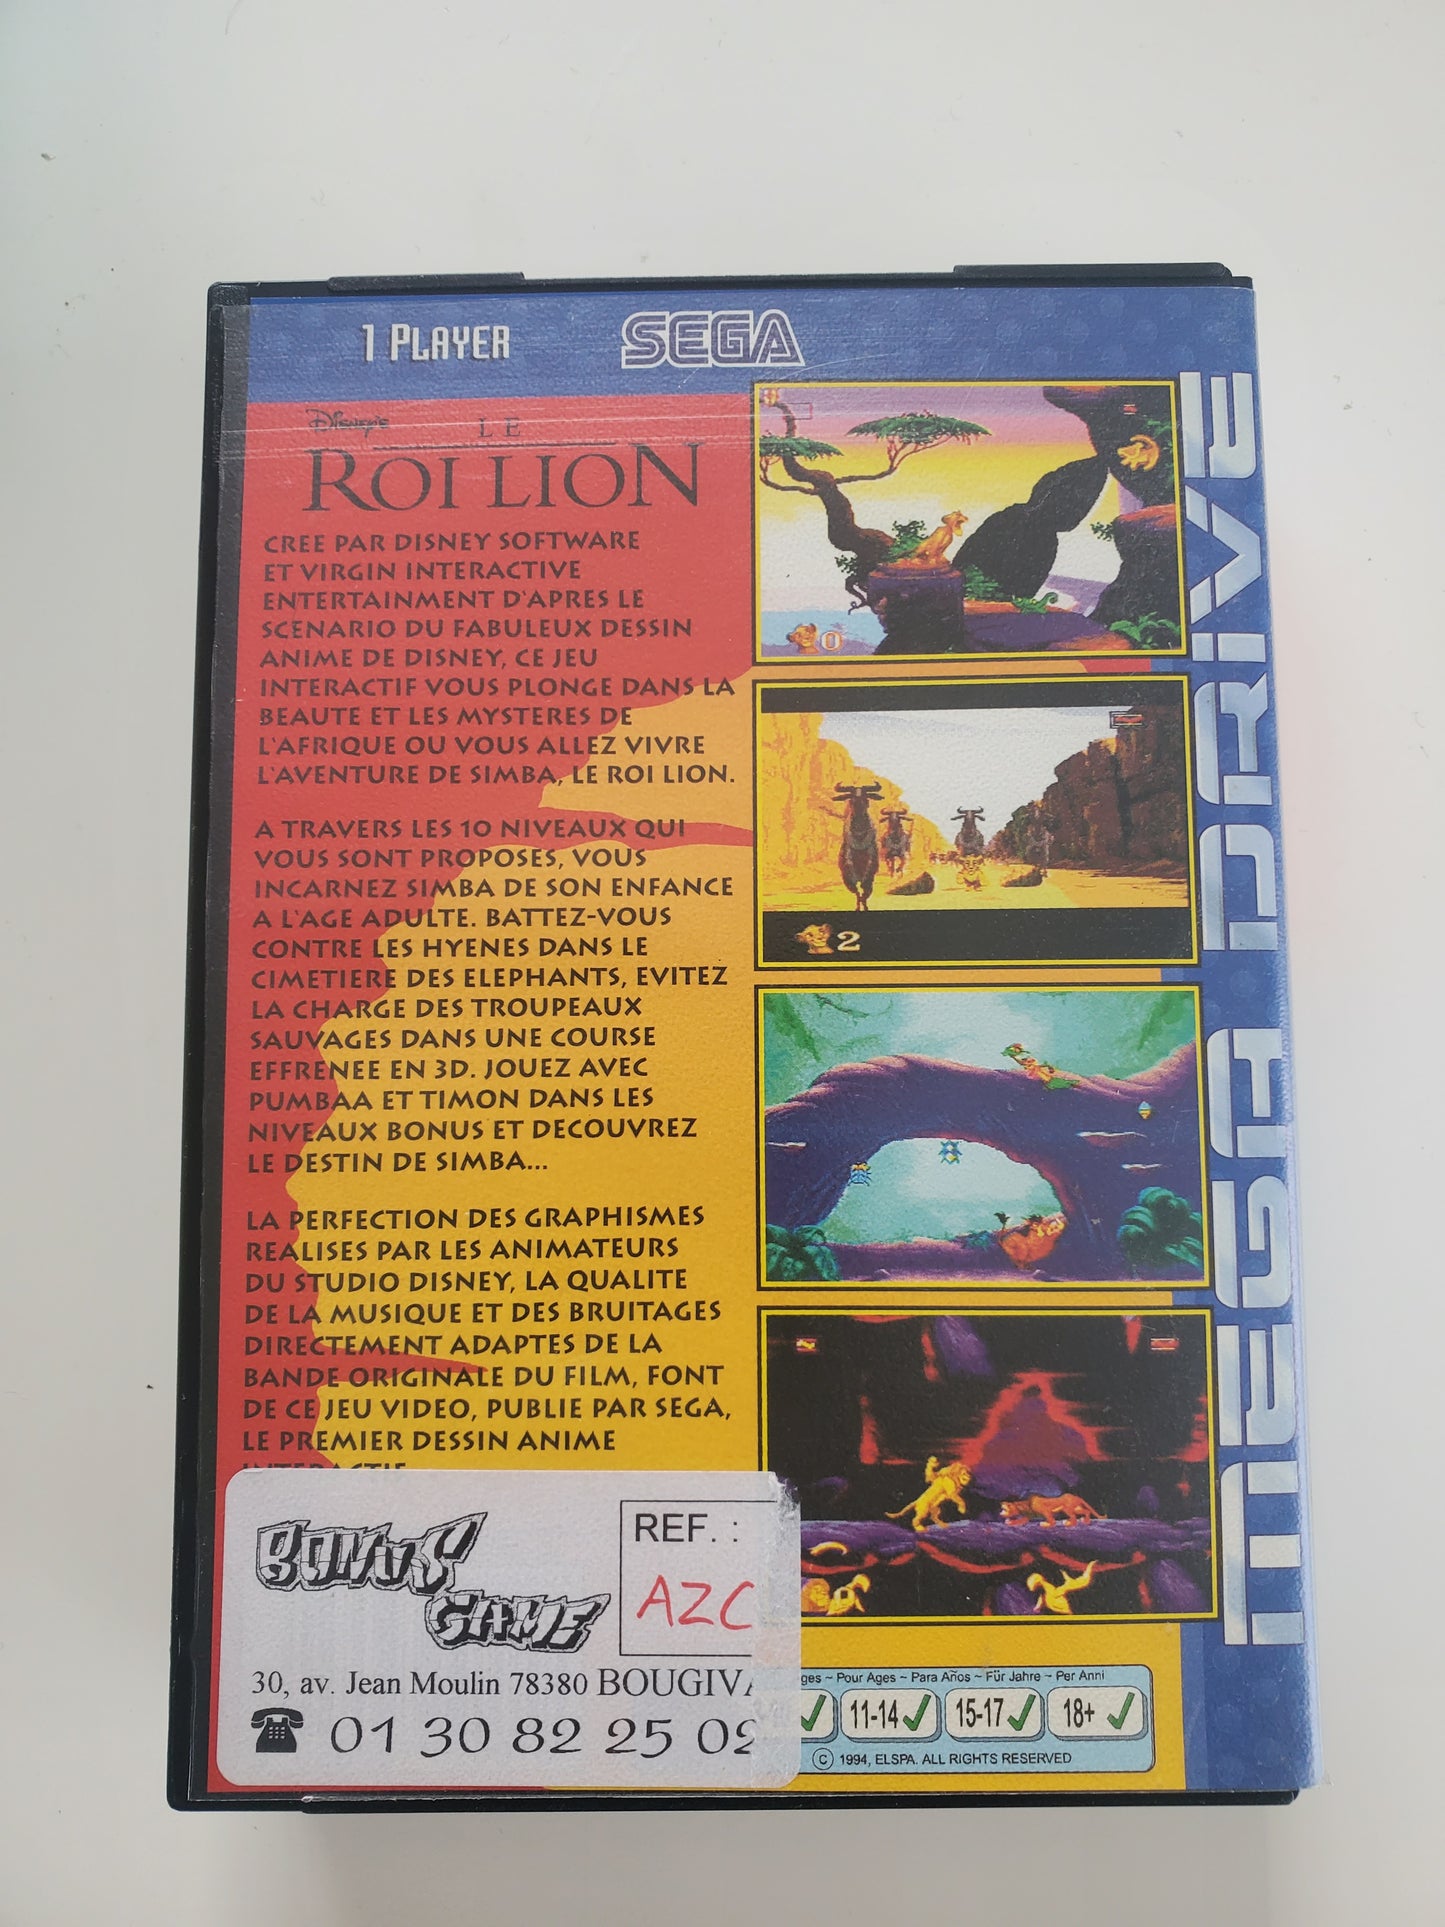 1 PLAYER
SEGA
DISNEY'S
LE
ROI LION
CREE PAR DISNEY SOFTWARE
ET VIRGIN INTERACTIVE
ENTERTAINMENT D'APRES LE
SCENARIO DU FABULEUX DESSIN
ANIME DE DISNEY, CE JEU
INTERACTIF VOUS PLONGE DANS LA
BEAUTE ET LES MYSTERES DE
L'AFRIQUE OU VOUS ALLEZ VIVRE
L'AVENTURE DE SIMBA, LE ROI LION.
A TRAVERS LES 10 NIVEAUX QUI
VOUS SONT PROPOSES, VOUS
INCARNEZ SIMBA DE SON ENFANCE
A L'AGE ADULTE. BATTEZ-VOUS
CONTRE LES HYENES DANS LE
CIMETIERE DES ELEPHANTS, EVITEZ
LA CHARGE DES TROUPEAUX
SAUVAGES DANS UNE COURSE
EFFRENEE EN 3D. JOUEZ AVEC
PUMBAA ET TIMON DANS LES
NIVEAUX BONUS ET DECOUVREZ
LE DESTIN DE SIMBA...
LA PERFECTION DES GRAPHISMES
REALISES PAR LES ANIMATEURS
DU STUDIO DISNEY, LA QUALITE
DE LA MUSIQUE ET DES BRUITAGES
DIRECTEMENT ADAPTES DE LA
BANDE ORIGINALE DU FILM, FONT
DE CE JEU VIDEO, PUBLIE PAR SEGA,
LE PREMIER DESSIN ANIME
0
2
MEGA DRIVE
BONUS
GAME
REF. :
AZC
30, av. Jean Moulin 78380 BOUGIVA
01 30 82 25 02
ges ~ Pour Ages ~ Para Años ~ Für Jahre ~ Per Anni
11-14 15-17 18+
© 1994, ELSPA. ALL RIGHTS RESERVED